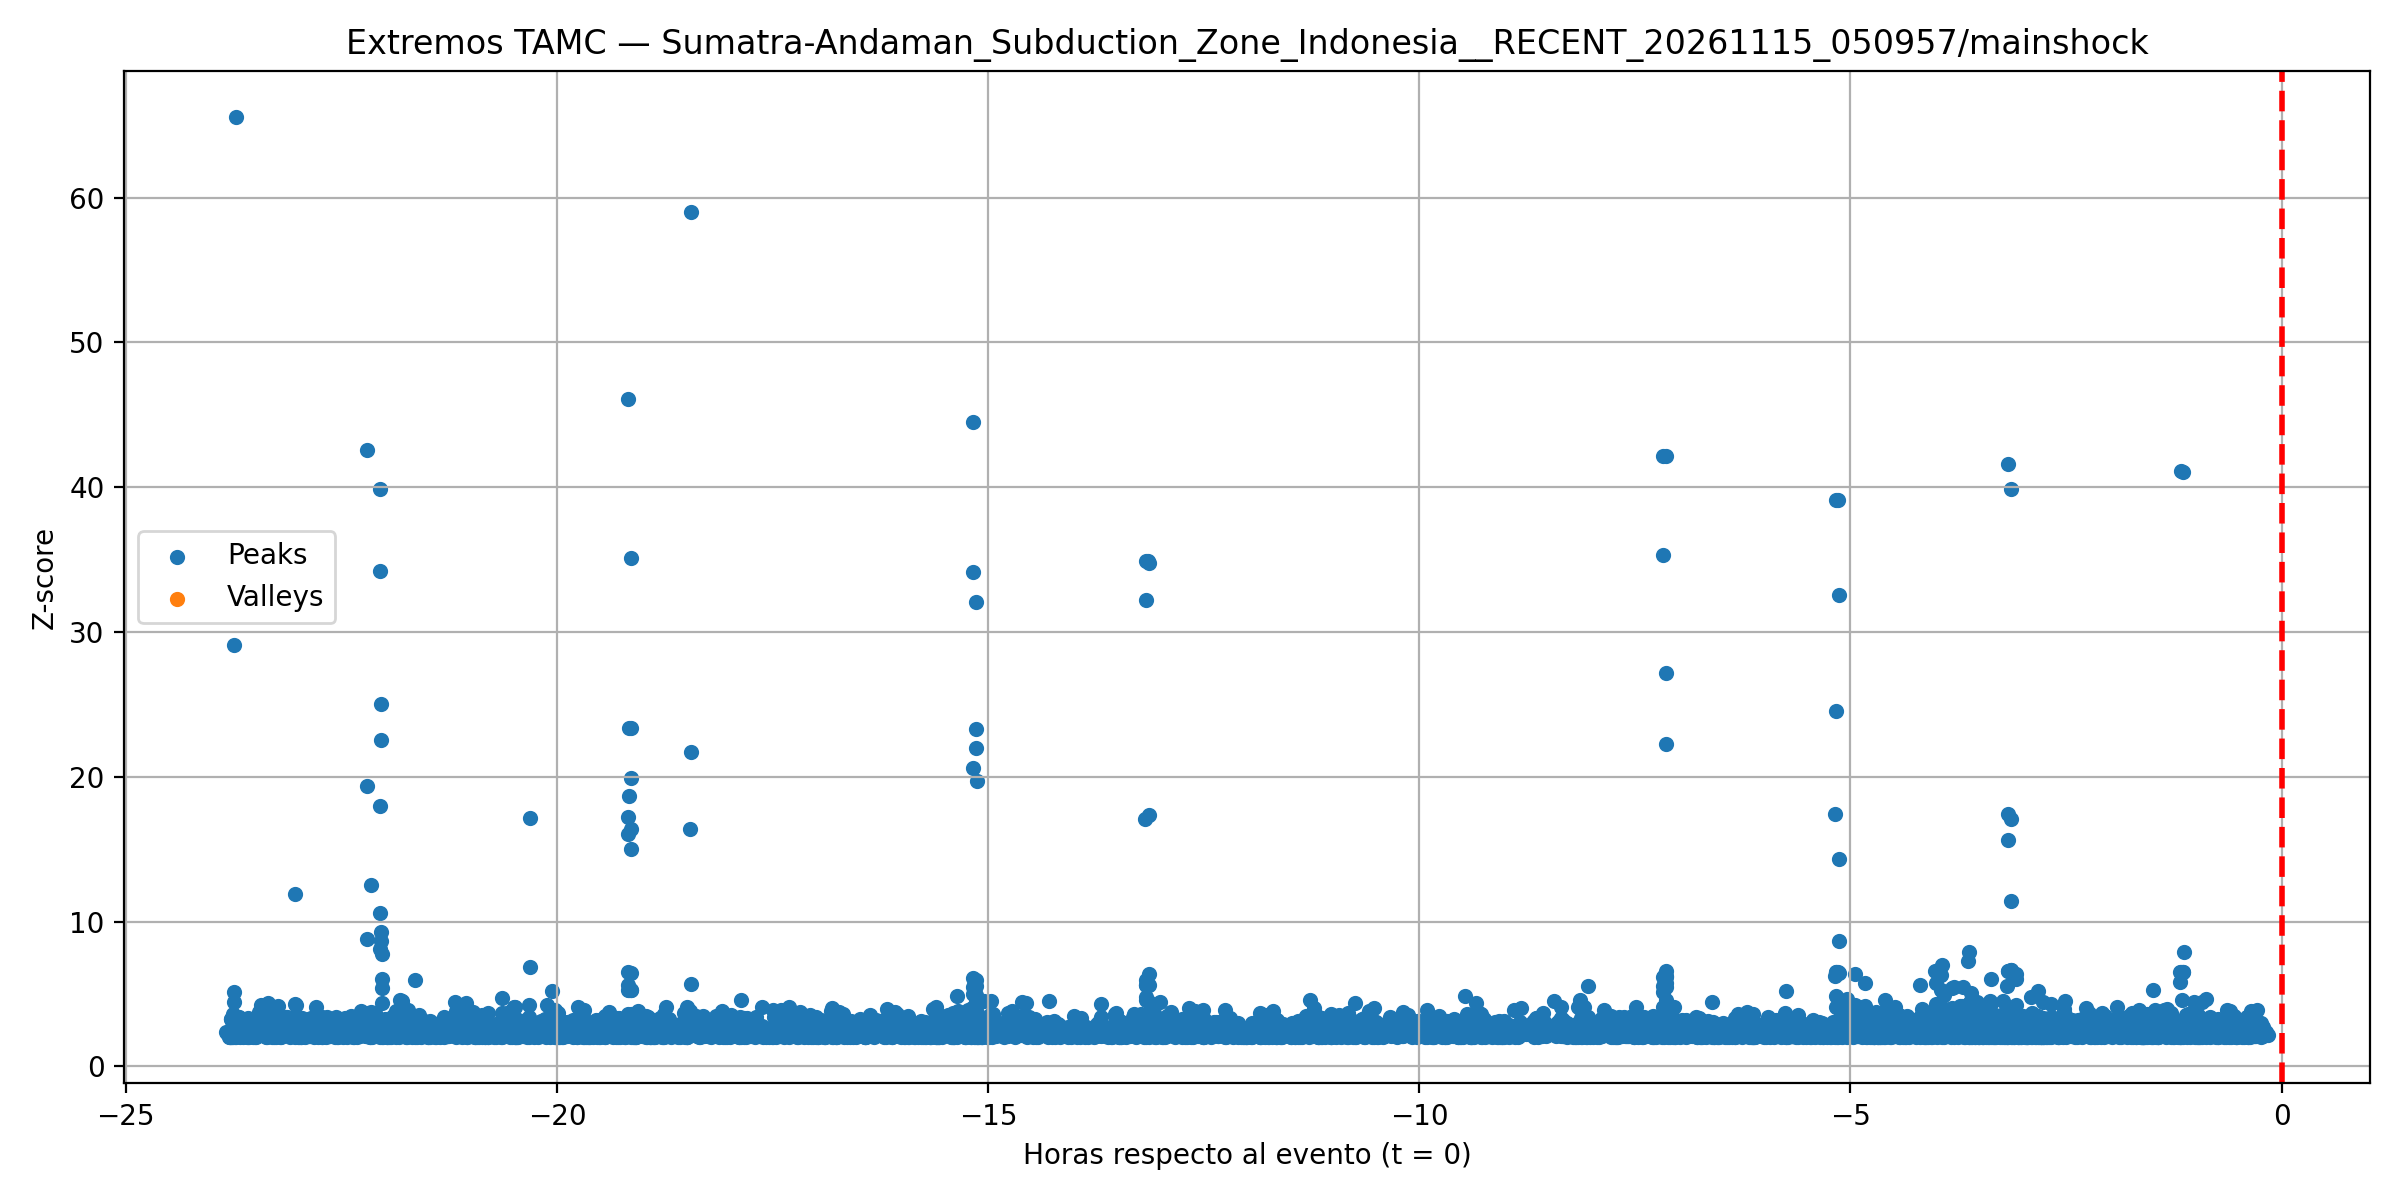 Extremos TAMC — Sumatra-Andaman_Subduction_Zone_Indonesia__RECENT_20261115_050957/mainshock
60
50
40
30
20
10
0
Z-score
Peaks
Valleys
−25
−20
−15
−10
−5
0
Horas respecto al evento (t = 0)